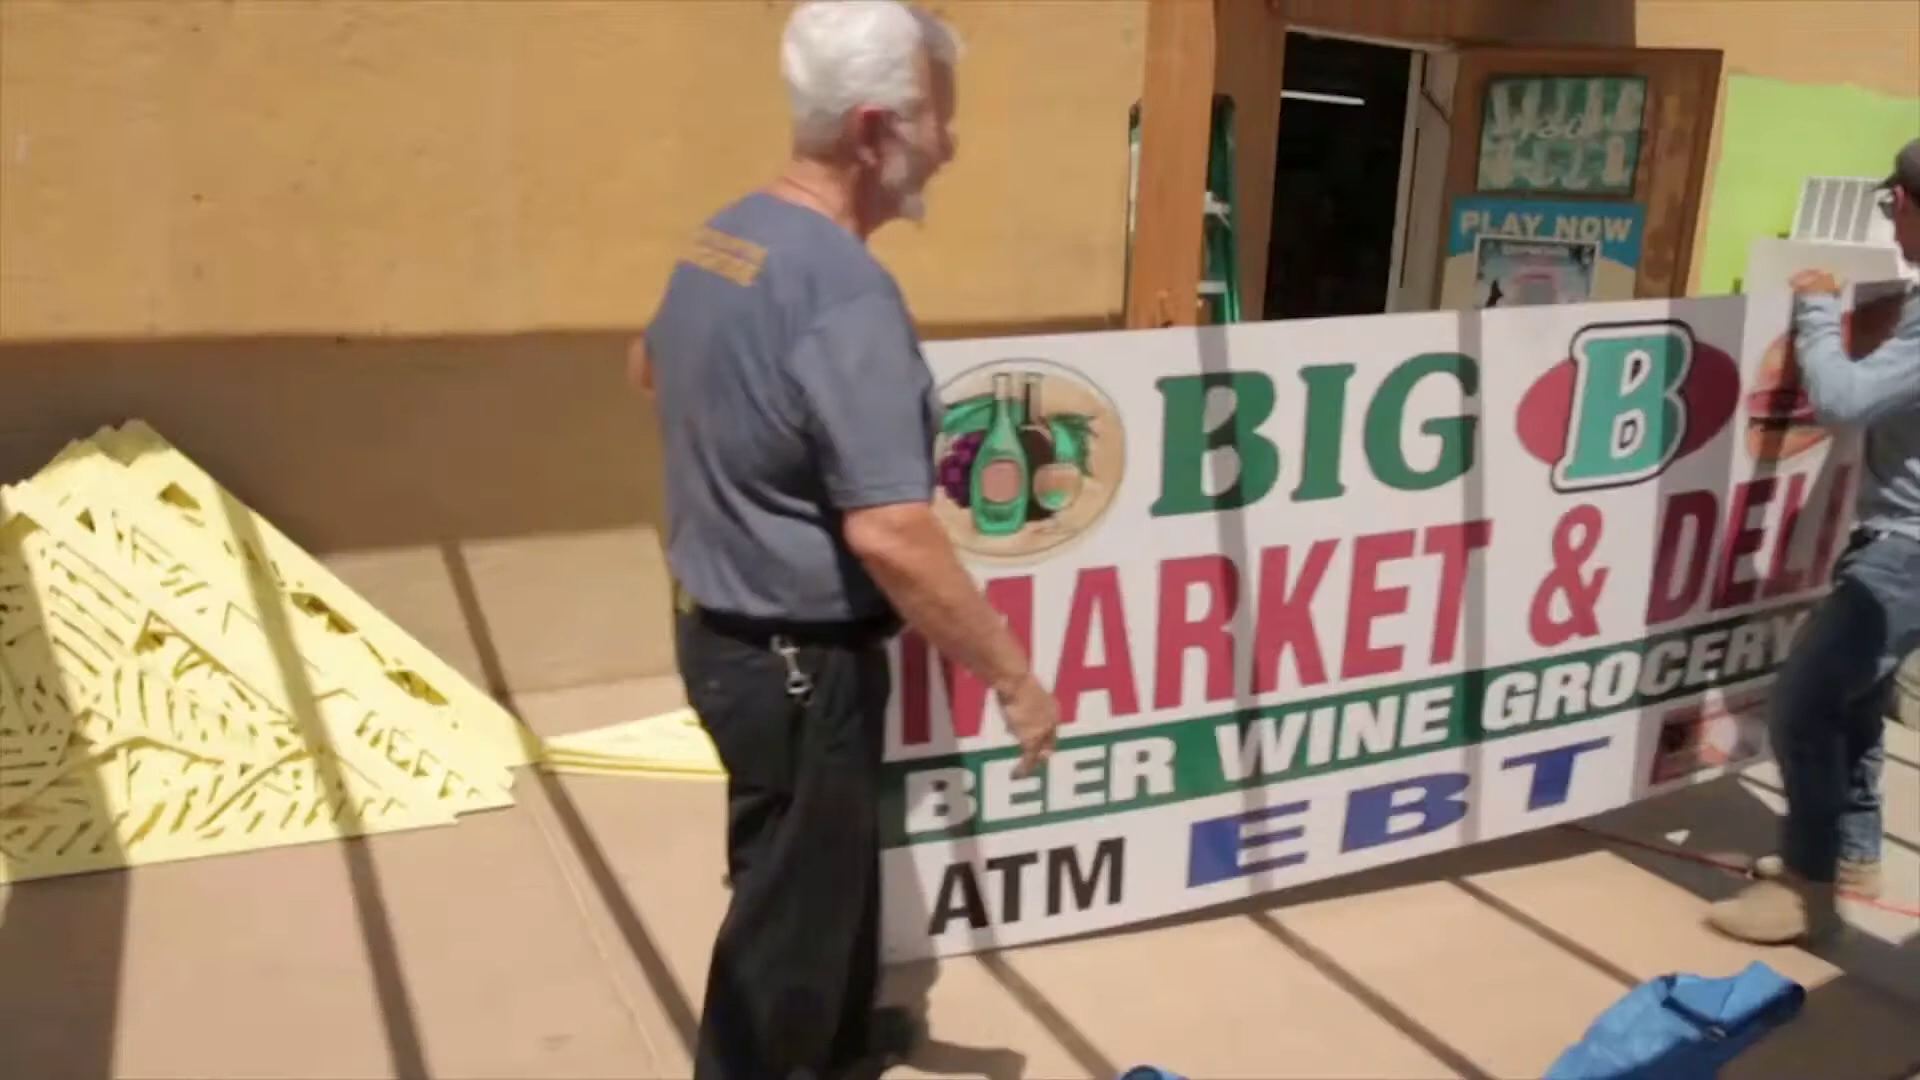 PLAY NOW
BIG B
MARKET & DELI
BEER WINE GROCERY
ATM EBT